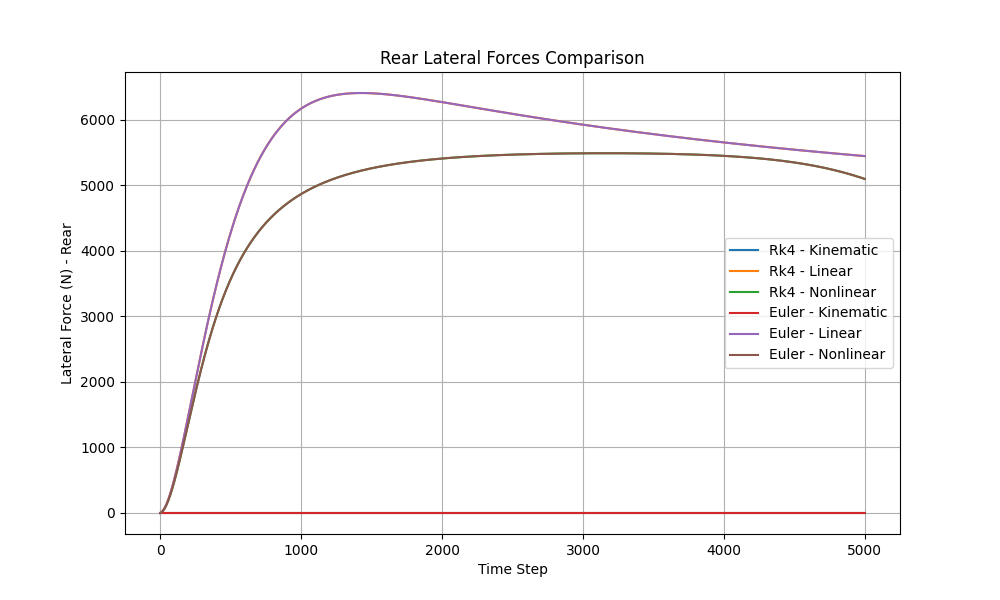 Rear Lateral Forces Comparison
Lateral Force (N) - Rear
6000
5000
4000
3000
2000
1000
0
Rk4 - Kinematic
Rk4 - Linear
Rk4 - Nonlinear
Euler - Kinematic
Euler - Linear
Euler - Nonlinear
0 1000 2000 3000 4000 5000
Time Step